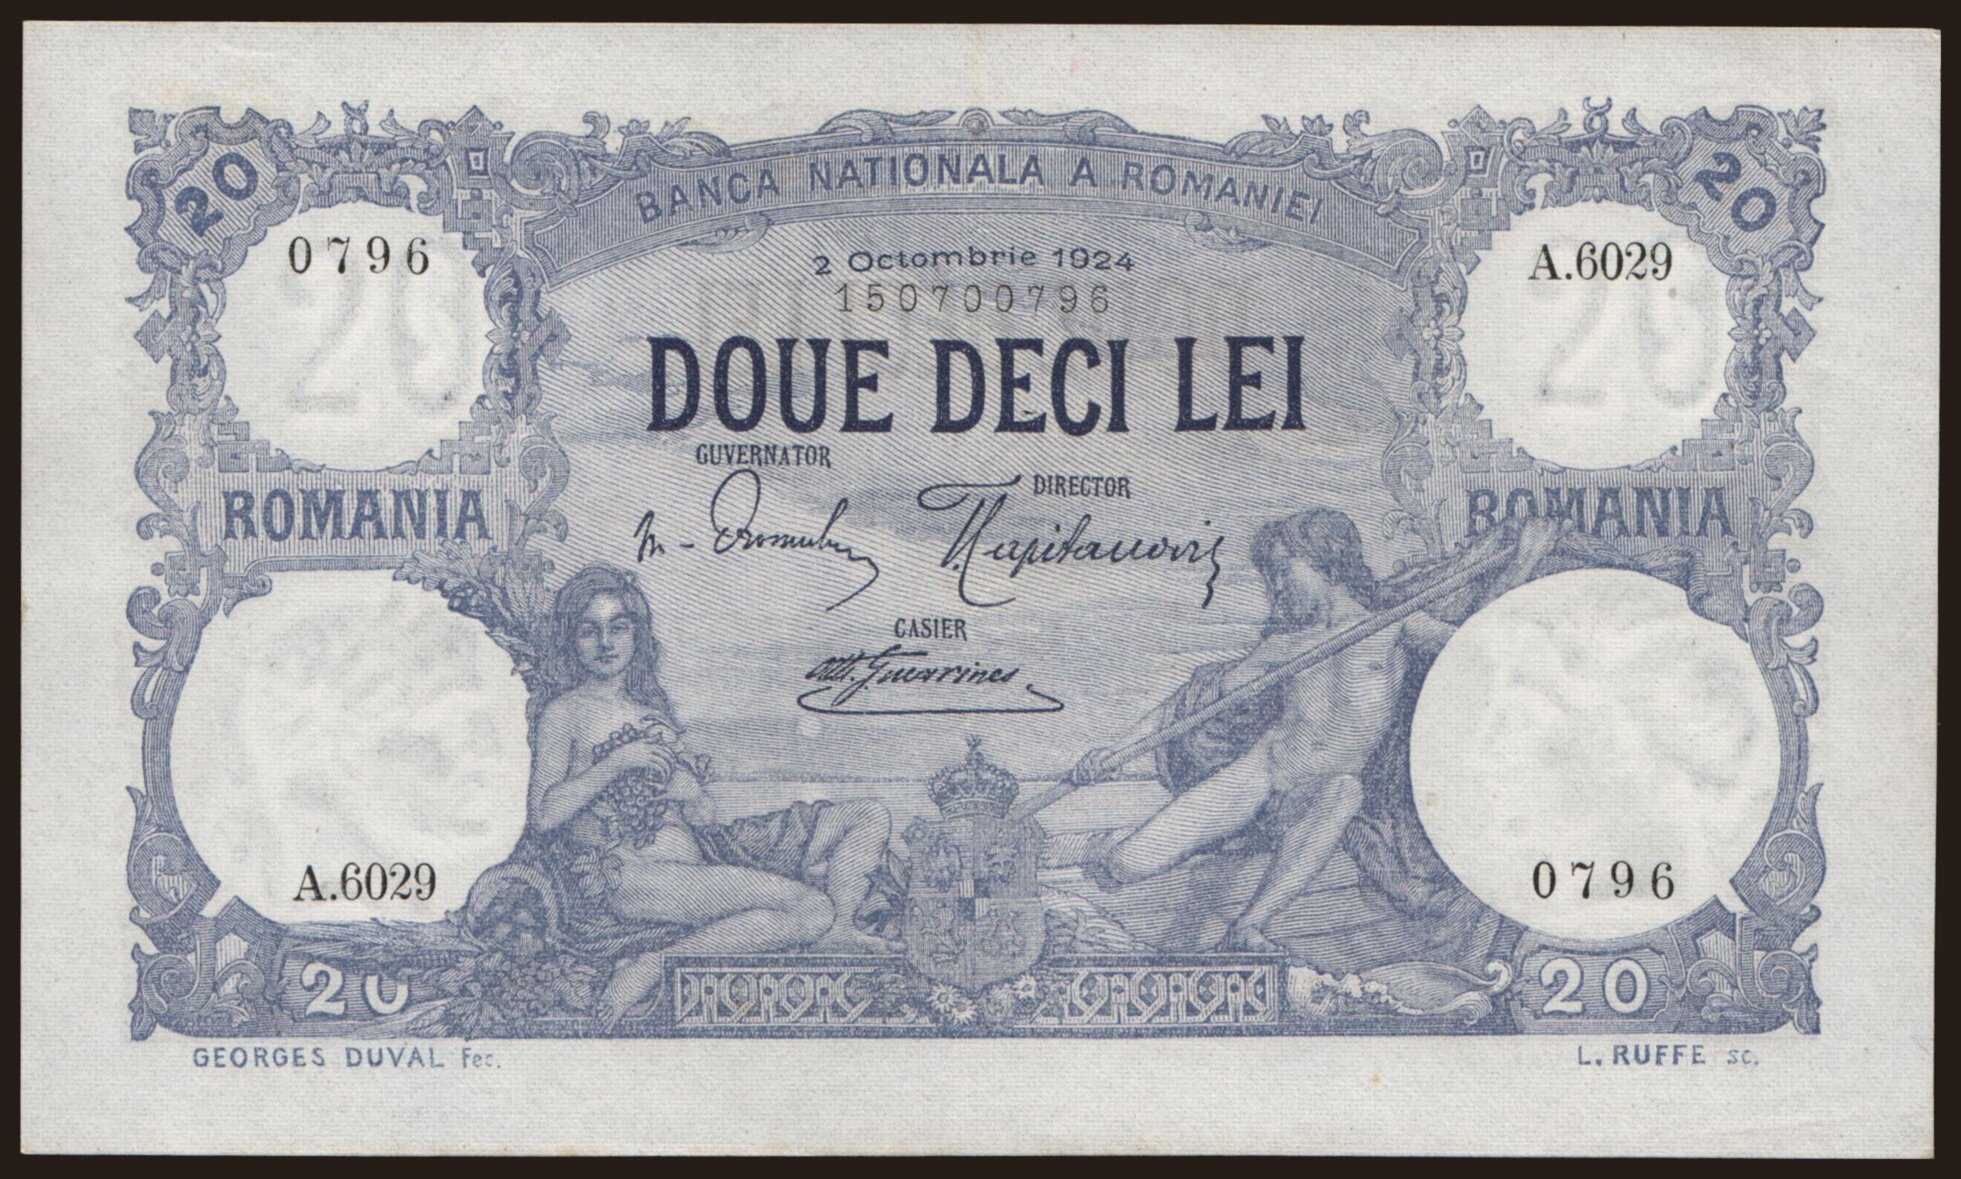 20
20
BANCA NATIONALA A ROMANIEI
0796
A.6029
2 Octombrie 1924
150700796
DOUE DECI LEI
GUVERNATOR
DIRECTOR
ROMANIA
ROMANIA
CASIER
A.6029
0796
20
20
GEORGES DUVAL Fec.
L. RUFFE sc.